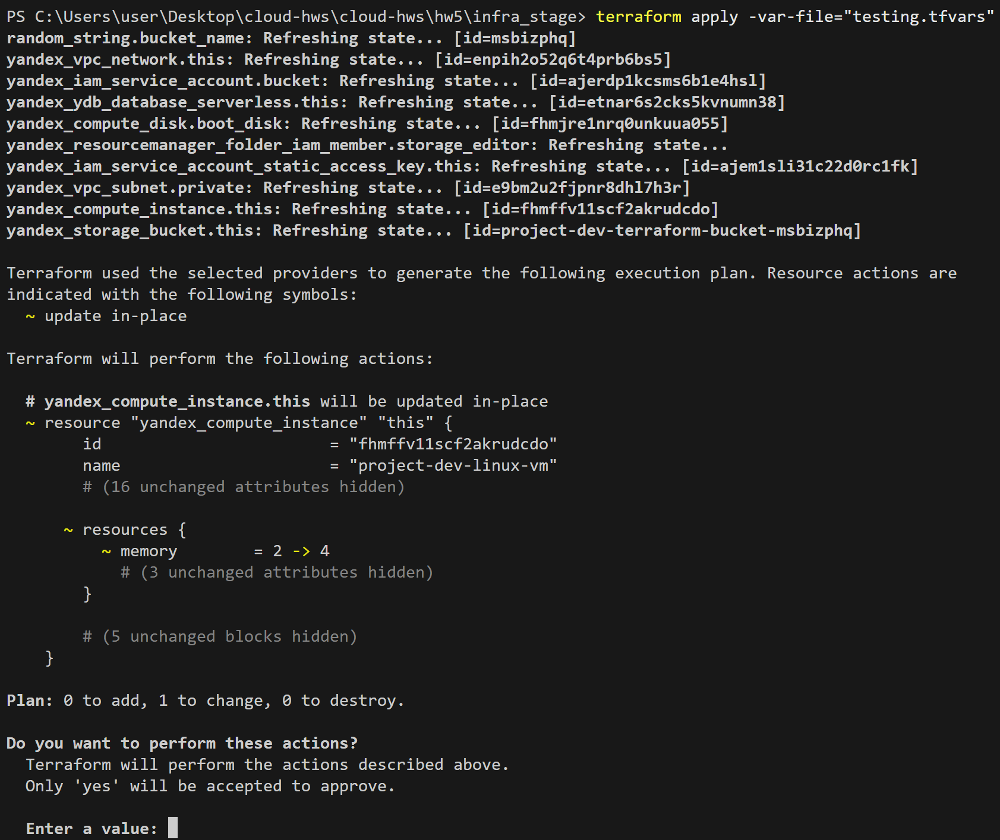 PS C:\Users\user\Desktop\cloud-hws\cloud-hws\hw5\infra_stage> terraform apply -var-file="testing.tfvars"
random_string.bucket_name: Refreshing state... [id=msbizphq]
yandex_vpc_network.this: Refreshing state... [id=enpih2o52q6t4prb6bs5]
yandex_iam_service_account.bucket: Refreshing state... [id=ajerdp1kcsms6b1e4hsl]
yandex_ydb_database_serverless.this: Refreshing state... [id=etnar6s2cks5kvnumn38]
yandex_compute_disk.boot_disk: Refreshing state... [id=fhmjre1nrq0unkuua055]
yandex_resourcemanager_folder_iam_member.storage_editor: Refreshing state...
yandex_iam_service_account_static_access_key.this: Refreshing state... [id=ajem1sli31c22d0rc1fk]
yandex_vpc_subnet.private: Refreshing state... [id=e9bm2u2fjpnr8dhl7h3r]
yandex_compute_instance.this: Refreshing state... [id=fhmffv11scf2akrudcdo]
yandex_storage_bucket.this: Refreshing state... [id=project-dev-terraform-bucket-msbizphq]

Terraform used the selected providers to generate the following execution plan. Resource actions are
indicated with the following symbols:
  ~ update in-place

Terraform will perform the following actions:

  # yandex_compute_instance.this will be updated in-place
  ~ resource "yandex_compute_instance" "this" {
        id                        = "fhmffv11scf2akrudcdo"
        name                      = "project-dev-linux-vm"
        # (16 unchanged attributes hidden)

      ~ resources {
          ~ memory        = 2 -> 4
            # (3 unchanged attributes hidden)
        }

        # (5 unchanged blocks hidden)
    }

Plan: 0 to add, 1 to change, 0 to destroy.

Do you want to perform these actions?
  Terraform will perform the actions described above.
  Only 'yes' will be accepted to approve.

  Enter a value: